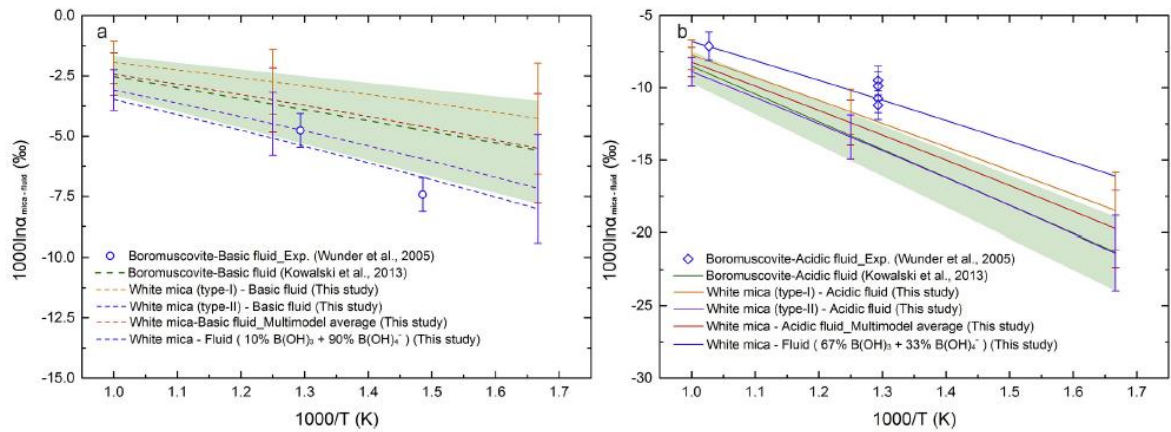 a
0.0
-2.5
-5.0
-7.5
-10.0
-12.5
-15.0
1000lnα mica - fluid (‰)
Boromuscovite-Basic fluid_Exp. (Wunder et al., 2005)
Boromuscovite-Basic fluid (Kowalski et al., 2013)
White mica (type-I) - Basic fluid (This study)
White mica (type-II) - Basic fluid (This study)
White mica-Basic fluid_Multimodel average (This study)
White mica - Fluid ( 10% B(OH)₃ + 90% B(OH)₄⁻ ) (This study)
1.0 1.1 1.2 1.3 1.4 1.5 1.6 1.7
1000/T (K)
b
-5
-10
-15
-20
-25
-30
1000lnα mica - fluid (‰)
Boromuscovite-Acidic fluid_Exp. (Wunder et al., 2005)
Boromuscovite-Acidic fluid (Kowalski et al., 2013)
White mica (type-I) - Acidic fluid (This study)
White mica (type-II) - Acidic fluid (This study)
White mica - Acidic fluid_Multimodel average (This study)
White mica - Fluid ( 67% B(OH)₃ + 33% B(OH)₄⁻ ) (This study)
1.0 1.1 1.2 1.3 1.4 1.5 1.6 1.7
1000/T (K)